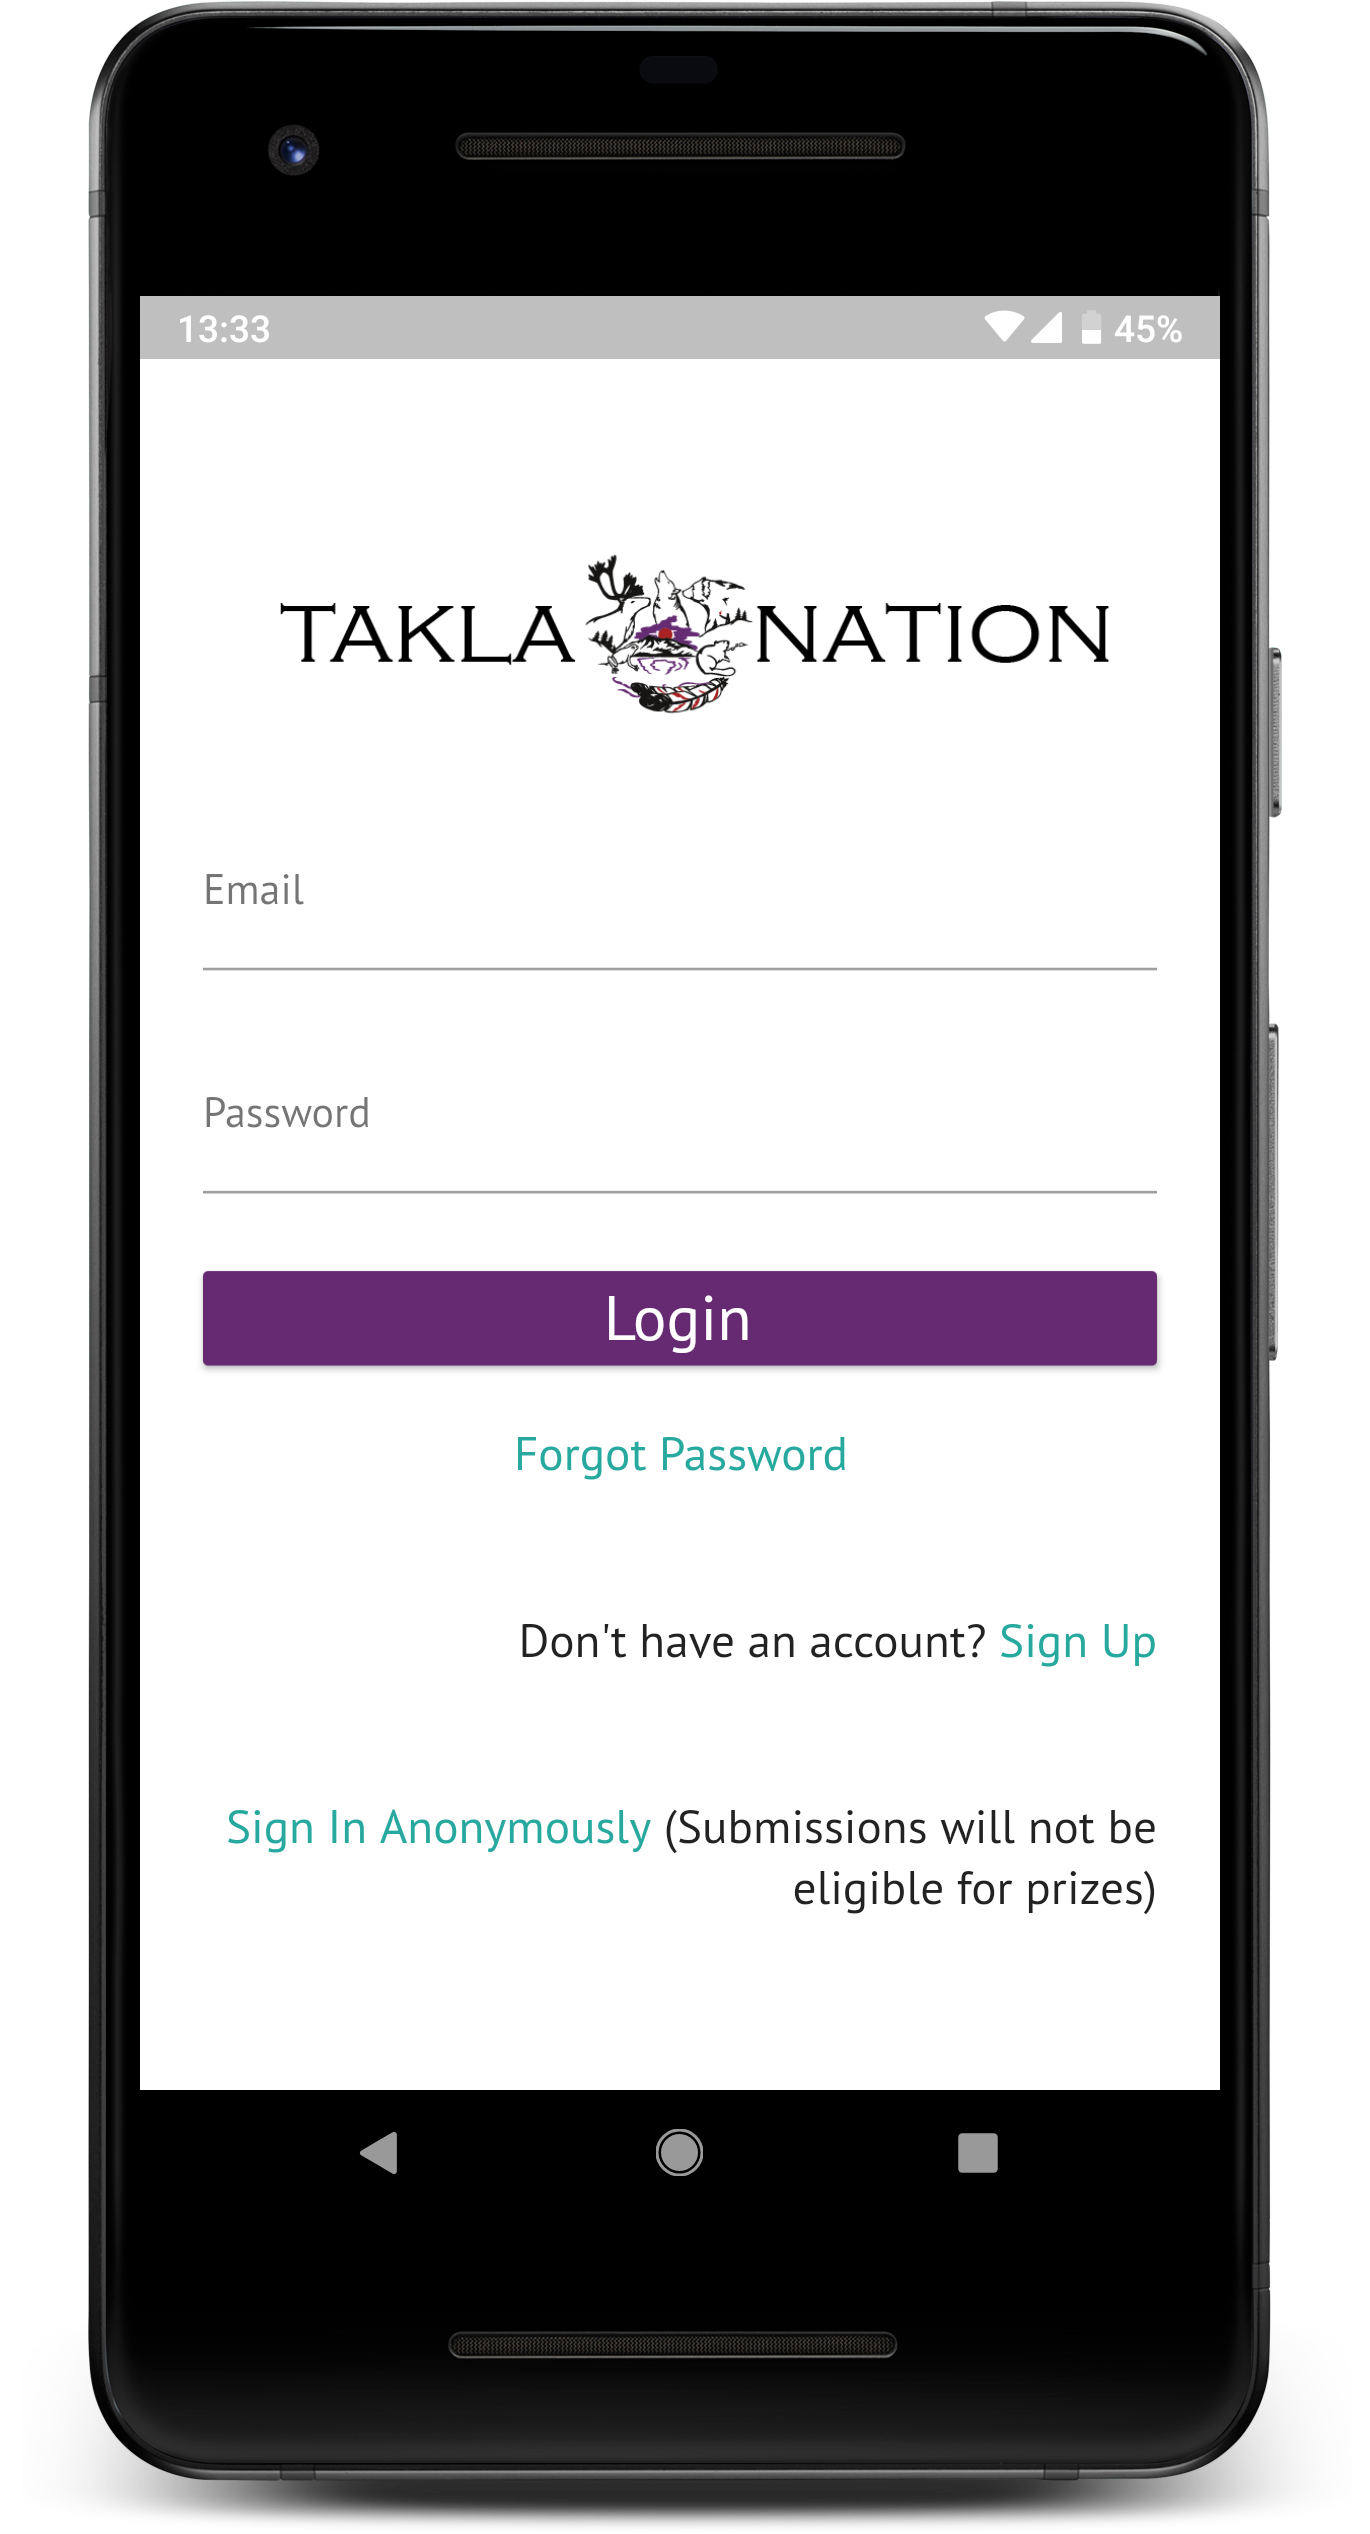 13:33 45%
TAKLA NATION
Email
Password
Login
Forgot Password
Don't have an account? Sign Up
Sign In Anonymously (Submissions will not be
eligible for prizes)